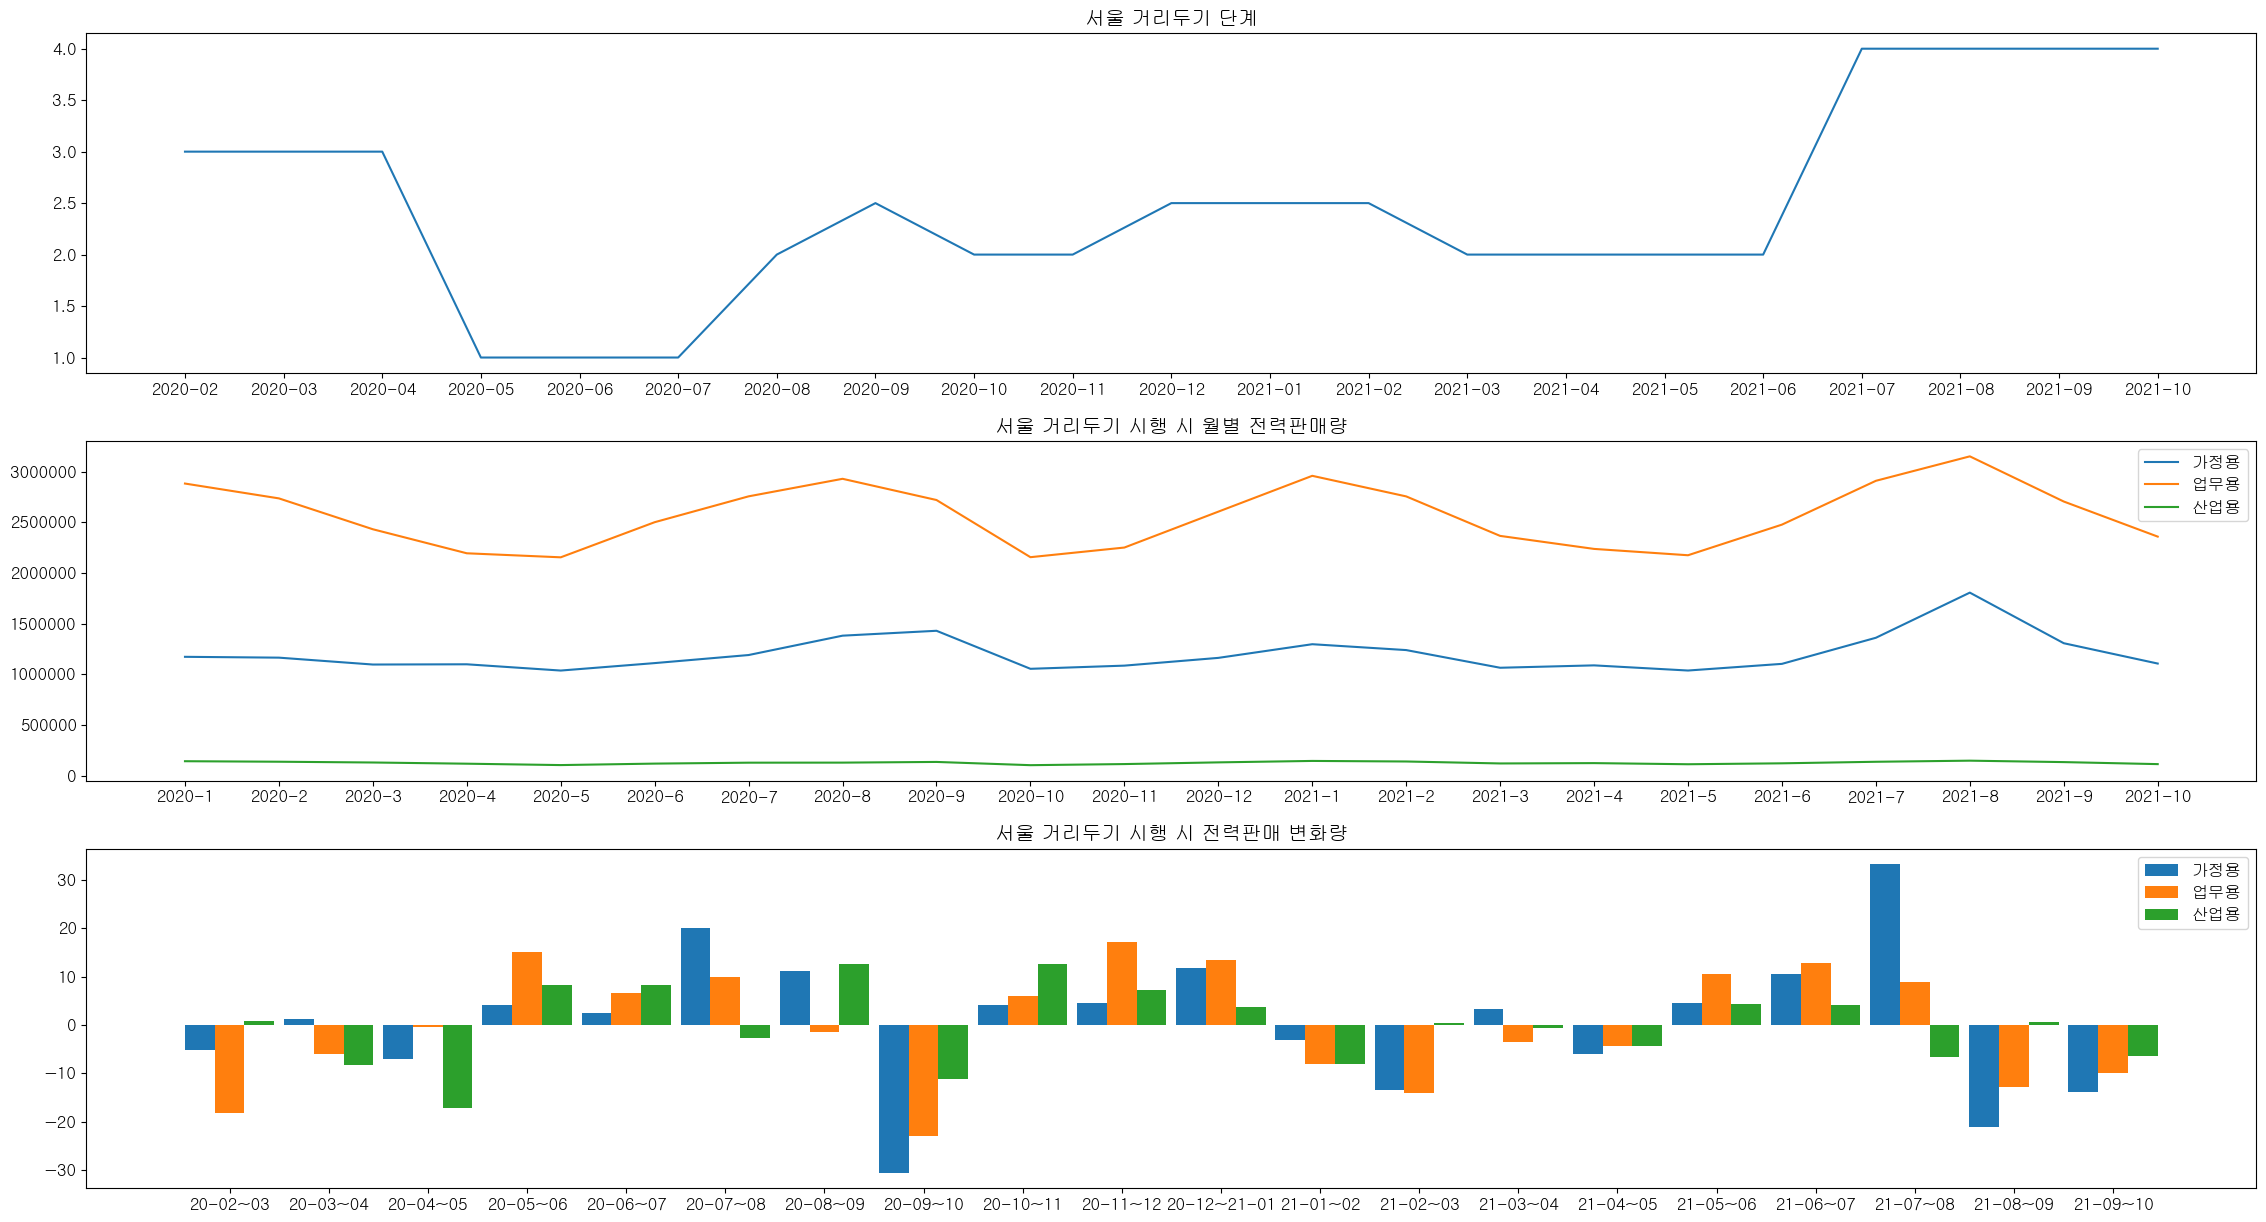 서울 거리두기 단계
4.0
3.5
3.0
2.5
2.0
1.5
1.0
2020-02 2020-03 2020-04 2020-05 2020-06 2020-07 2020-08 2020-09 2020-10 2020-11 2020-12 2021-01 2021-02 2021-03 2021-04 2021-05 2021-06 2021-07 2021-08 2021-09 2021-10
서울 거리두기 시행 시 월별 전력판매량
3000000
2500000
2000000
1500000
1000000
500000
0
가정용
업무용
산업용
2020-1 2020-2 2020-3 2020-4 2020-5 2020-6 2020-7 2020-8 2020-9 2020-10 2020-11 2020-12 2021-1 2021-2 2021-3 2021-4 2021-5 2021-6 2021-7 2021-8 2021-9 2021-10
서울 거리두기 시행 시 전력판매 변화량
30
20
10
0
−10
−20
−30
가정용
업무용
산업용
20-02~03 20-03~04 20-04~05 20-05~06 20-06~07 20-07~08 20-08~09 20-09~10 20-10~11 20-11~12 20-12~21-01 21-01~02 21-02~03 21-03~04 21-04~05 21-05~06 21-06~07 21-07~08 21-08~09 21-09~10